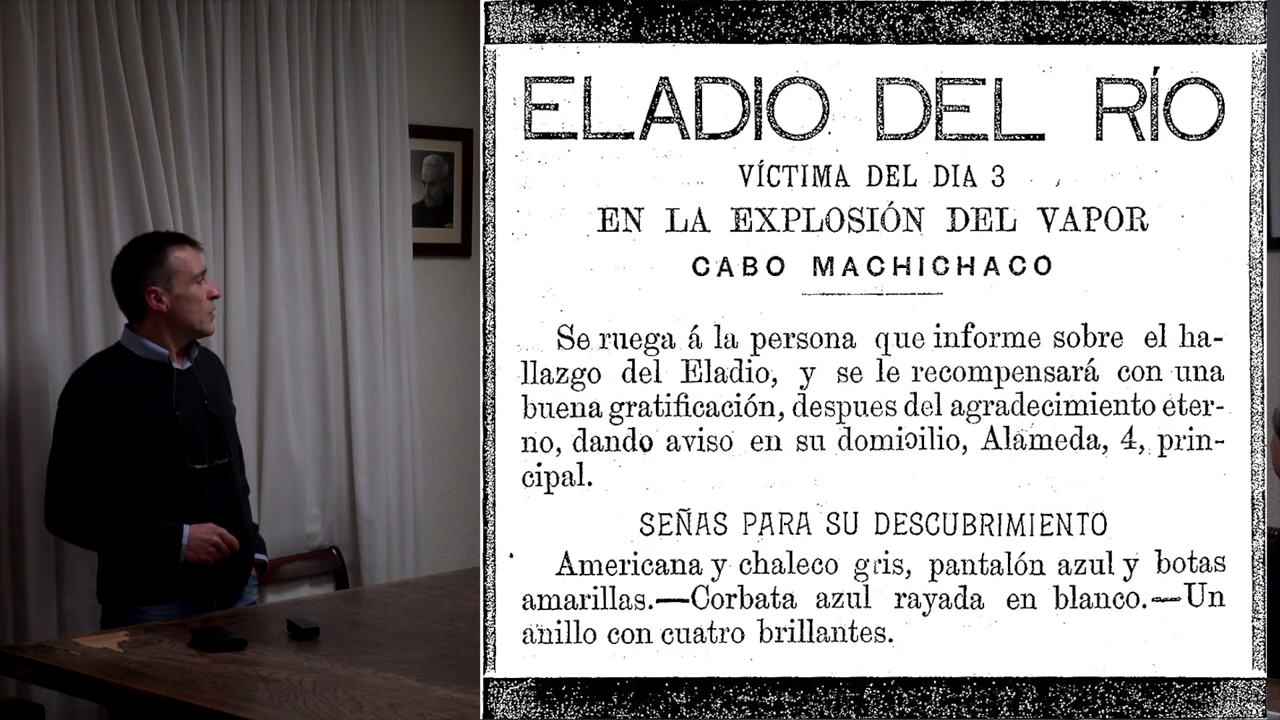 ELADIO DEL RÍO
VÍCTIMA DEL DIA 3
EN LA EXPLOSIÓN DEL VAPOR
CABO MACHICHACO
Se ruega á la persona que informe sobre el ha-
llazgo del Eladio, y se le recompensará con una
buena gratificación, despues del agradecimiento eter-
no, dando aviso en su domicilio, Alameda, 4, prin-
cipal.
SEÑAS PARA SU DESCUBRIMIENTO
Americana y chaleco gris, pantalón azul y botas
amarillas.—Corbata azul rayada en blanco.—Un
anillo con cuatro brillantes.